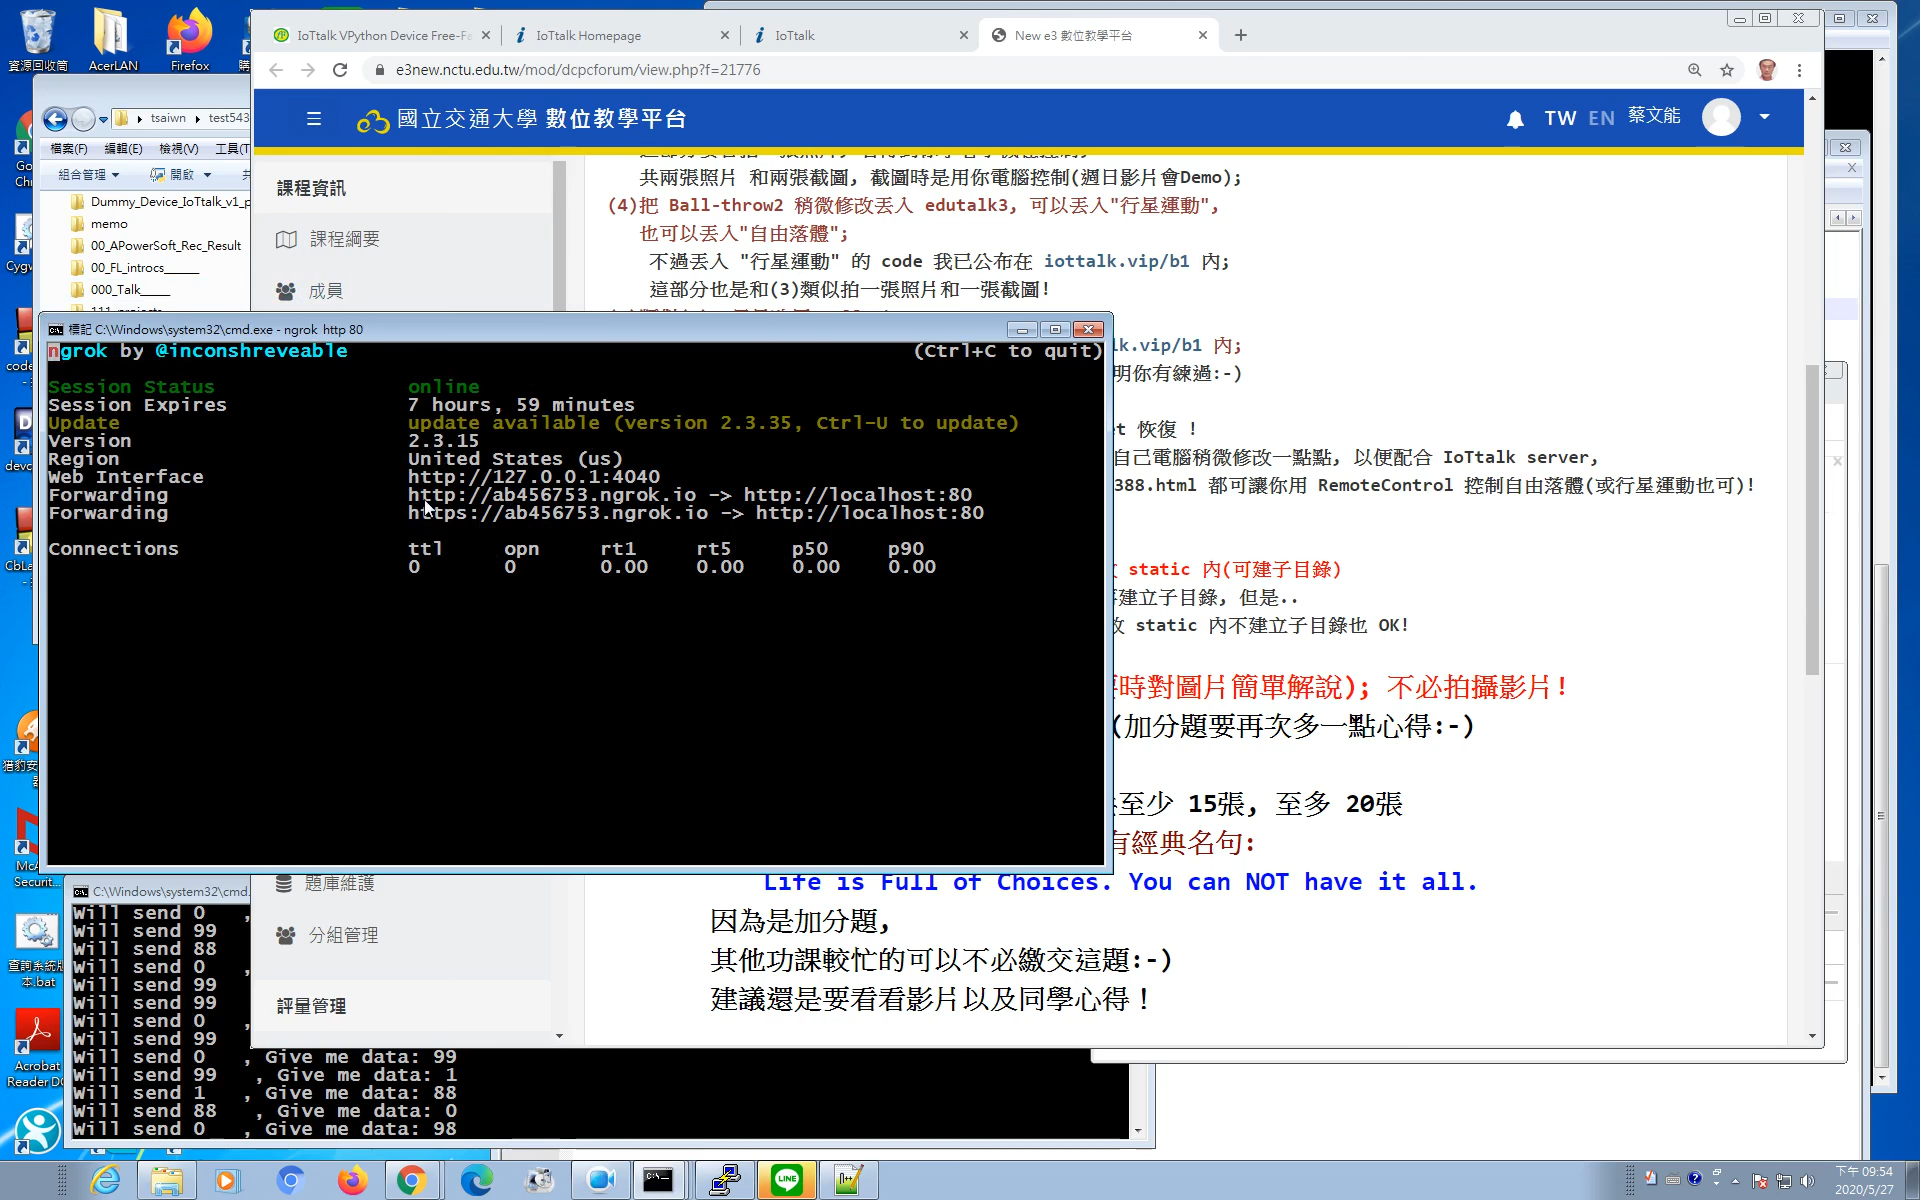 資源回收筒
AcerLAN
Firefox
IoTtalk VPython Device Free-Fa
IoTtalk Homepage
IoTtalk
New e3 數位教學平台
e3new.nctu.edu.tw/mod/dcpcforum/view.php?f=21776
國立交通大學 數位教學平台
TW EN 蔡文能
tsaiwn test543
檔案(F) 編輯(E) 檢視(V) 工具(T
組合管理 開啟
Dummy_Device_IoTtalk_v1_p
memo
00_APowerSoft_Rec_Result
00_FL_introcs______
000_Talk_____
課程資訊
課程綱要
成員
共兩張照片 和兩張截圖, 截圖時是用你電腦控制(週日影片會Demo);
(4)把 Ball-throw2 稍微修改丟入 edutalk3, 可以丟入"行星運動",
也可以丟入"自由落體";
不過丟入 "行星運動" 的 code 我已公布在 iottalk.vip/b1 內;
這部分也是和(3)類似拍一張照片和一張截圖!
標記 C:\Windows\system32\cmd.exe - ngrok http 80
ngrok by @inconshreveable (Ctrl+C to quit)
Session Status online
Session Expires 7 hours, 59 minutes
Update update available (version 2.3.35, Ctrl-U to update)
Version 2.3.15
Region United States (us)
Web Interface http://127.0.0.1:4040
Forwarding http://ab456753.ngrok.io -> http://localhost:80
Forwarding https://ab456753.ngrok.io -> http://localhost:80
Connections ttl opn rt1 rt5 p50 p90
0 0 0.00 0.00 0.00 0.00
lk.vip/b1 內;
明你有練過:-)
et 恢復 !
自己電腦稍微修改一點點, 以便配合 IoTtalk server,
388.html 都可讓你用 RemoteControl 控制自由落體(或行星運動也可)!
static 內(可建子目錄)
建立子目錄, 但是..
static 內不建立子目錄也 OK!
時對圖片簡單解說); 不必拍攝影片!
(加分題要再次多一點心得:-)
至少 15張, 至多 20張
有經典名句:
Life is Full of Choices. You can NOT have it all.
因為是加分題,
其他功課較忙的可以不必繳交這題:-)
建議還是要看看影片以及同學心得!
題庫維護
分組管理
評量管理
C:\Windows\system32\cmd.
Will send 0 ,
Will send 99
Will send 88
Will send 0 ,
Will send 99
Will send 99
Will send 0 ,
Will send 99
Will send 0 , Give me data: 99
Will send 99 , Give me data: 1
Will send 1 , Give me data: 88
Will send 88 , Give me data: 0
Will send 0 , Give me data: 98
查詢系統版
本.bat
Acrobat
Reader DC
LINE
下午 09:54
2020/5/27